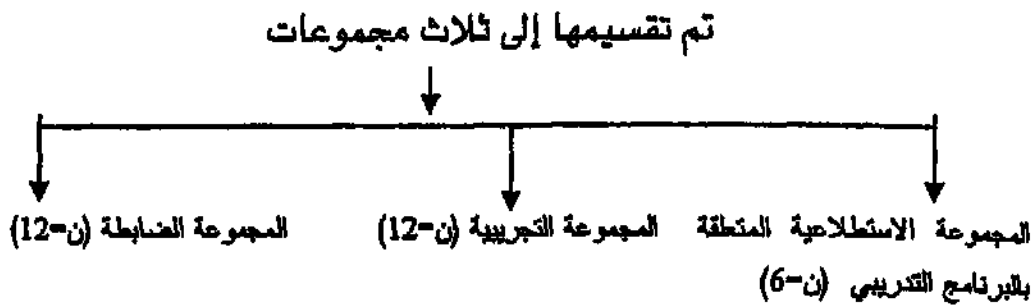 تم تقسيمها إلى ثلاث مجموعات
المجموعة الاستطلاعية المتعلقة
بالبرنامج التدريبي (ن=6)
المجموعة التجريبية (ن=12)
المجموعة الضابطة (ن=12)